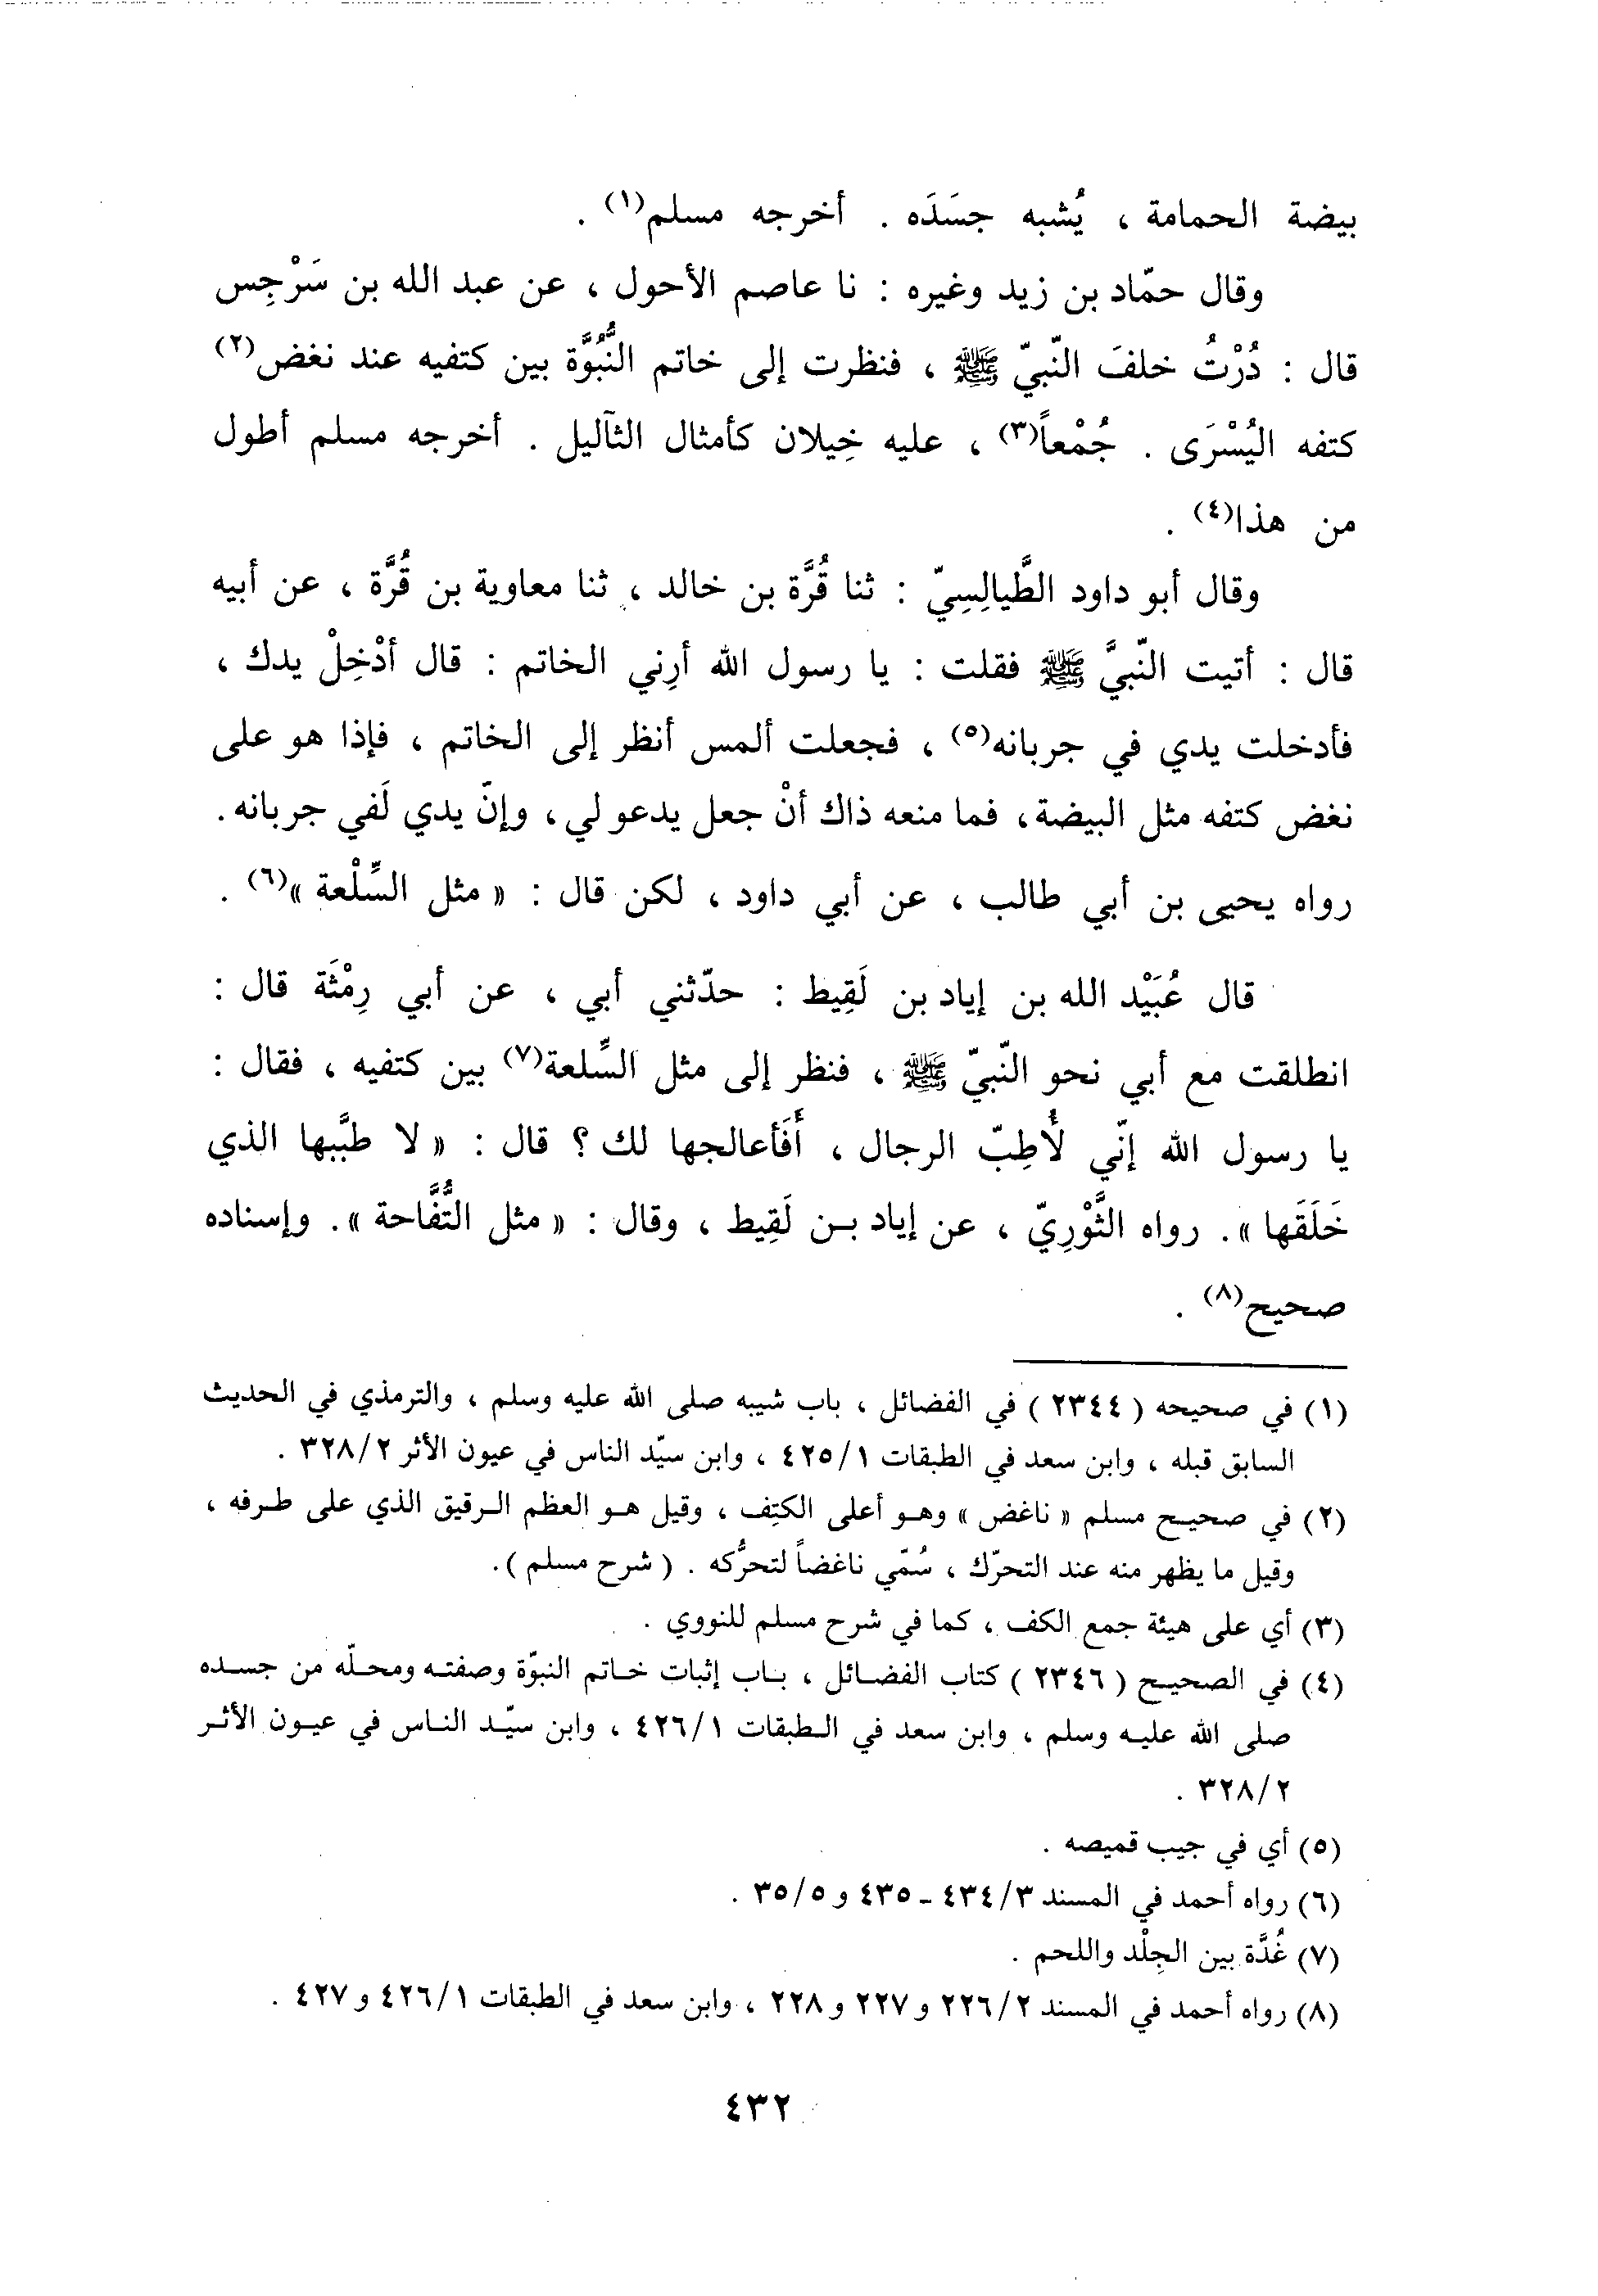 بيضة الحمامة ، يُشبه جسَدَه . أخرجه مسلم(١) .
وقال حمّاد بن زيد وغيره : نا عاصم الأحول ، عن عبد الله بن سَرْجِس
قال : دُرْتُ خلفَ النّبيّ ﷺ ، فنظرت إلى خاتم النُّبُوَّة بين كتفيه عند نغض(٢)
كتفه اليُسْرَى . جُمْعاً(٣) ، عليه خِيلان كأمثال الثآليل . أخرجه مسلم أطول
من هذا(٤) .
وقال أبو داود الطَّيالِسِيّ : ثنا قُرَّة بن خالد ، ثنا معاوية بن قُرَّة ، عن أبيه
قال : أتيت النّبيَّ ﷺ فقلت : يا رسول الله أرِني الخاتم : قال أدْخِلْ يدك ،
فأدخلت يدي في جربانه(٥) ، فجعلت ألمس أنظر إلى الخاتم ، فإذا هو على
نغض كتفه مثل البيضة ، فما منعه ذاك أنْ جعل يدعو لي ، وإنّ يدي لَفي جربانه .
رواه يحيى بن أبي طالب ، عن أبي داود ، لكن قال : « مثل السِّلْعة »(٦) .
قال عُبَيْد الله بن إياد بن لَقِيط : حدّثني أبي ، عن أبي رِمْثَة قال :
انطلقت مع أبي نحو النّبيّ ﷺ ، فنظر إلى مثل السِّلعة(٧) بين كتفيه ، فقال :
يا رسول الله إنّي لَأُطِبّ الرجال ، أَفَأعالجها لك ؟ قال : « لا طبَّبها الذي
خَلَقَها » . رواه الثَّوْرِيّ ، عن إياد بن لَقِيط ، وقال : « مثل التُّفَّاحة » . وإسناده
صحيح(٨) .
(١) في صحيحه ( ٢٣٤٤ ) في الفضائل ، باب شيبه صلى الله عليه وسلم ، والترمذي في الحديث
السابق قبله ، وابن سعد في الطبقات ٤٢٥/١ ، وابن سيّد الناس في عيون الأثر ٣٢٨/٢ .
(٢) في صحيح مسلم « ناغض » وهو أعلى الكتِف ، وقيل هو العظم الرقيق الذي على طرفه ،
وقيل ما يظهر منه عند التحرّك ، سُمّي ناغضاً لتحرُّكه . ( شرح مسلم ) .
(٣) أي على هيئة جمع الكف ، كما في شرح مسلم للنووي .
(٤) في الصحيح ( ٢٣٤٦ ) كتاب الفضائل ، باب إثبات خاتم النبوّة وصفته ومحلّه من جسده
صلى الله عليه وسلم ، وابن سعد في الطبقات ٤٢٦/١ ، وابن سيّد الناس في عيون الأثر
٣٢٨/٢ .
(٥) أي في جيب قميصه .
(٦) رواه أحمد في المسند ٤٣٤/٣ ـ ٤٣٥ و ٣٥/٥ .
(٧) غُدَّة بين الجِلْد واللحم .
(٨) رواه أحمد في المسند ٢٢٦/٢ و ٢٢٧ و ٢٢٨ ، وابن سعد في الطبقات ٤٢٦/١ و ٤٢٧ .
٤٣٢